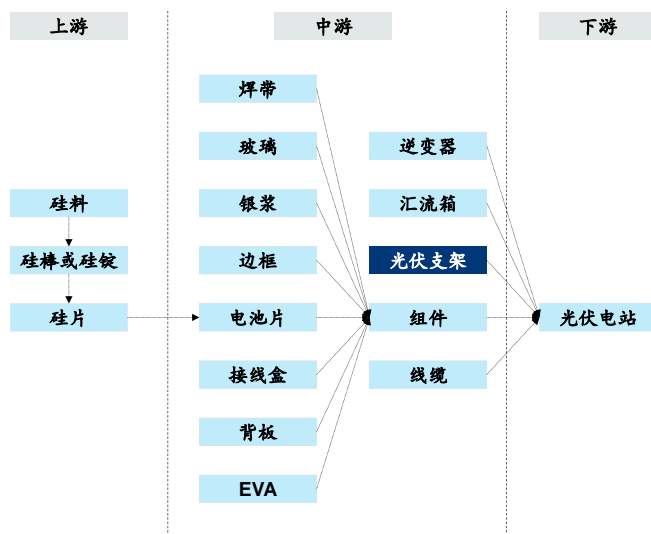 上游
中游
下游
焊带
玻璃
逆变器
硅料
银浆
汇流箱
硅棒或硅锭
边框
光伏支架
硅片
电池片
组件
光伏电站
接线盒
线缆
背板
EVA